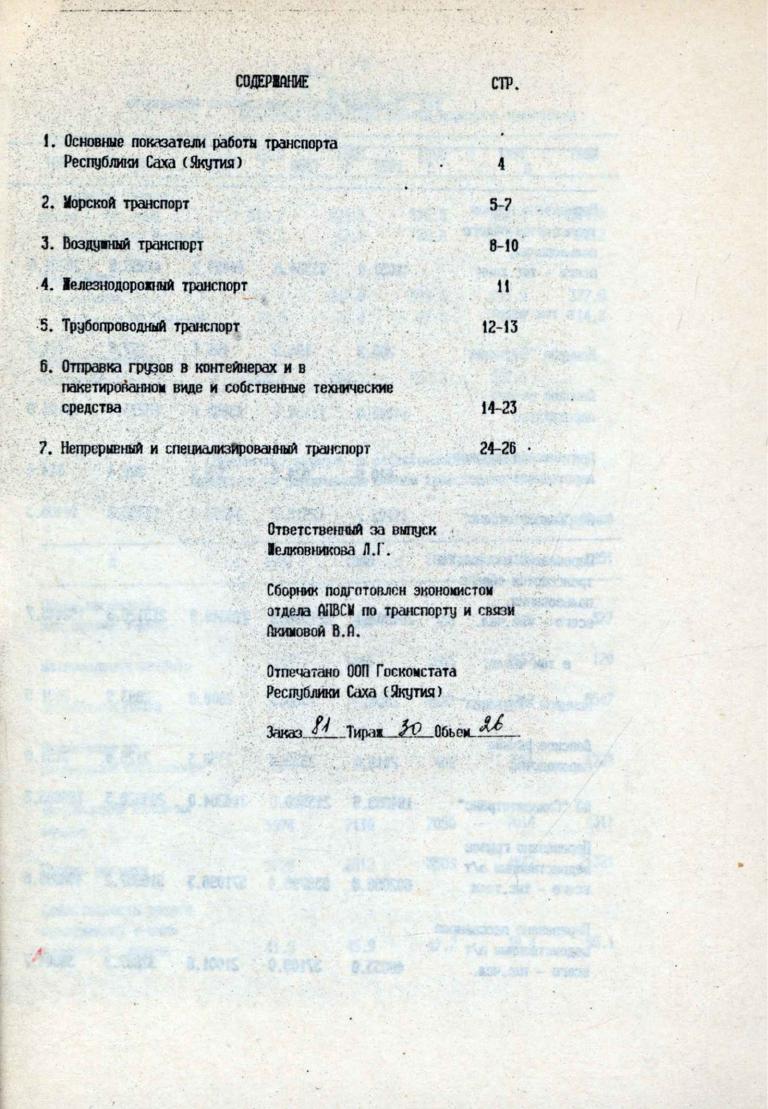 СОДЕРЖАНИЕ СТР.
1. Основные показатели работы транспорта
Республики Саха (Якутия) 4
2. Морской транспорт 5-7
3. Воздушный транспорт 8-10
4. Железнодорожный транспорт 11
5. Трубопроводный транспорт 12-13
6. Отправка грузов в контейнерах и в
пакетированном виде и собственные технические
средства 14-23
7. Непрерывный и специализированный транспорт 24-26
Ответственный за выпуск
Шелковникова Л.Г.
Сборник подготовлен экономистом
отдела АПВСМ по транспорту и связи
Акимовой В.А.
Отпечатано ООП Госкомстата
Республики Саха (Якутия)
Заказ 81 Тираж 30 Объем 26